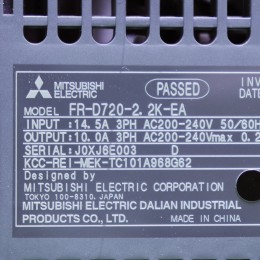 MITSUBISHI
ELECTRIC
PASSED
INV
DATE
MODEL FR-D720-2.2K-EA
INPUT: 14.5A 3PH AC200-240V 50/60H
OUTPUT: 10.0A 3PH AC200-240Vmax 0.2
SERIAL: J0XJ6E003 D
KCC-REI-MEK-TC101A968G62
Designed by
MITSUBISHI ELECTRIC CORPORATION
TOKYO 100-8310, JAPAN
MITSUBISHI ELECTRIC DALIAN INDUSTRIAL
PRODUCTS CO., LTD. MADE IN CHINA